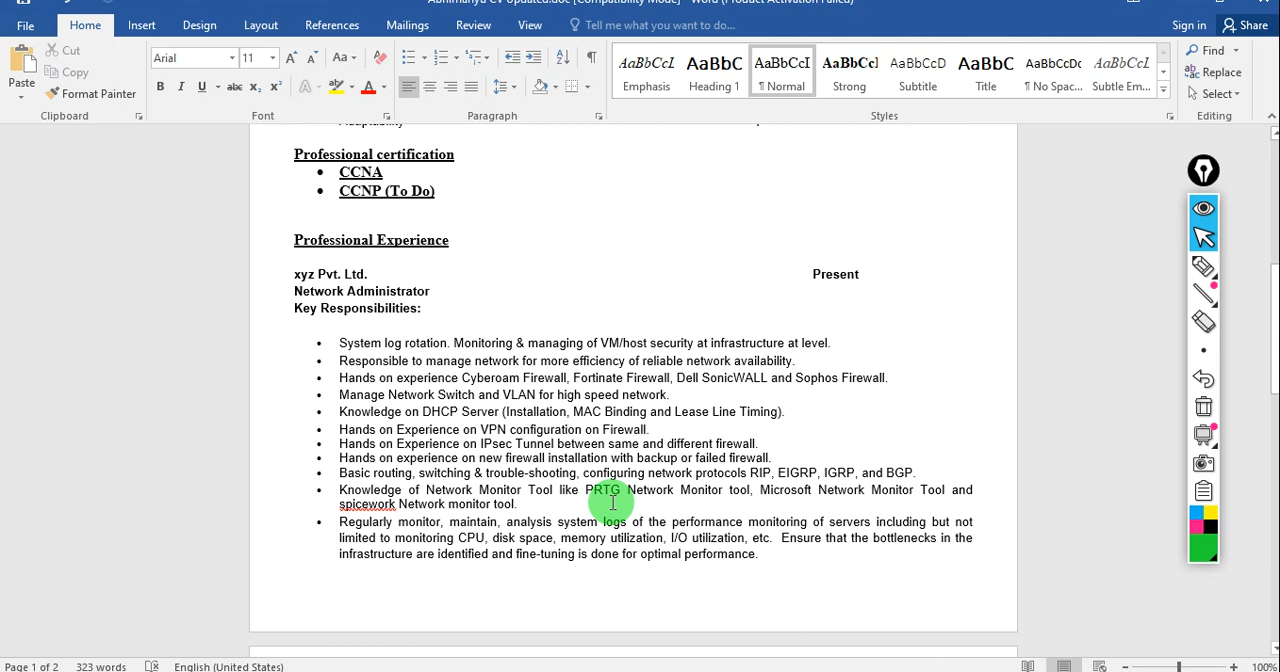 Abhimanyu CV Updated.doc [Compatibility Mode] - Word (Product Activation Failed)
File Home Insert Design Layout References Mailings Review View Tell me what you want to do... Sign in Share
Cut
Copy
Format Painter
Paste
Clipboard
Arial 11
Aa
B I U abc X₂ X² A A
Font
Paragraph
AaBbCcI AaBbC AaBbCcI AaBbCcl AaBbCcD AaBbC AaBbCcDc AaBbCcI
Emphasis Heading 1 ¶ Normal Strong Subtitle Title ¶ No Spac... Subtle Em...
Styles
Find
Replace
Select
Editing
Adaptability
Professional certification
• CCNA
• CCNP (To Do)
Professional Experience
xyz Pvt. Ltd. Present
Network Administrator
Key Responsibilities:
• System log rotation. Monitoring & managing of VM/host security at infrastructure at level.
• Responsible to manage network for more efficiency of reliable network availability.
• Hands on experience Cyberoam Firewall, Fortinate Firewall, Dell SonicWALL and Sophos Firewall.
• Manage Network Switch and VLAN for high speed network.
• Knowledge on DHCP Server (Installation, MAC Binding and Lease Line Timing).
• Hands on Experience on VPN configuration on Firewall.
• Hands on Experience on IPsec Tunnel between same and different firewall.
• Hands on experience on new firewall installation with backup or failed firewall.
• Basic routing, switching & trouble-shooting, configuring network protocols RIP, EIGRP, IGRP, and BGP.
• Knowledge of Network Monitor Tool like PRTG Network Monitor tool, Microsoft Network Monitor Tool and
spicework Network monitor tool.
• Regularly monitor, maintain, analysis system logs of the performance monitoring of servers including but not
limited to monitoring CPU, disk space, memory utilization, I/O utilization, etc. Ensure that the bottlenecks in the
infrastructure are identified and fine-tuning is done for optimal performance.
Page 1 of 2 323 words English (United States) 100%